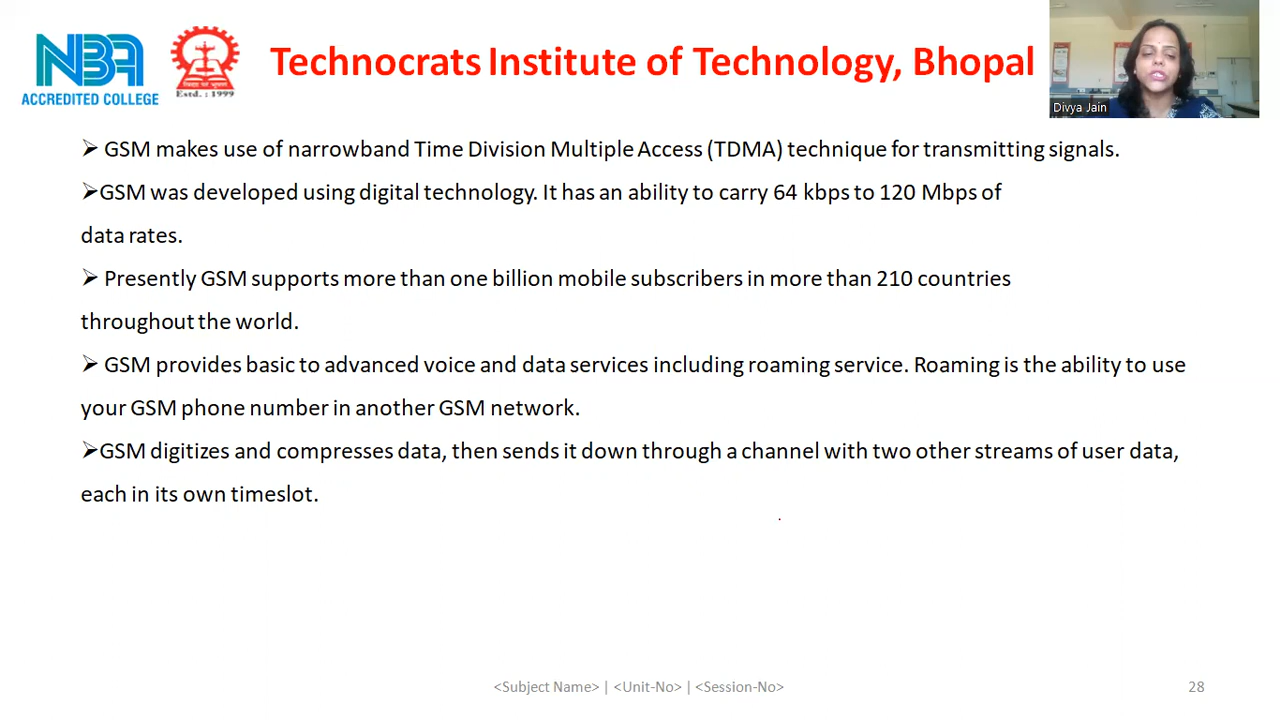 NBA
ACCREDITED COLLEGE
Estd. : 1999
Technocrats Institute of Technology, Bhopal
Divya Jain
➢ GSM makes use of narrowband Time Division Multiple Access (TDMA) technique for transmitting signals.
➢GSM was developed using digital technology. It has an ability to carry 64 kbps to 120 Mbps of
data rates.
➢ Presently GSM supports more than one billion mobile subscribers in more than 210 countries
throughout the world.
➢ GSM provides basic to advanced voice and data services including roaming service. Roaming is the ability to use
your GSM phone number in another GSM network.
➢GSM digitizes and compresses data, then sends it down through a channel with two other streams of user data,
each in its own timeslot.
<Subject Name> | <Unit-No> | <Session-No>
28